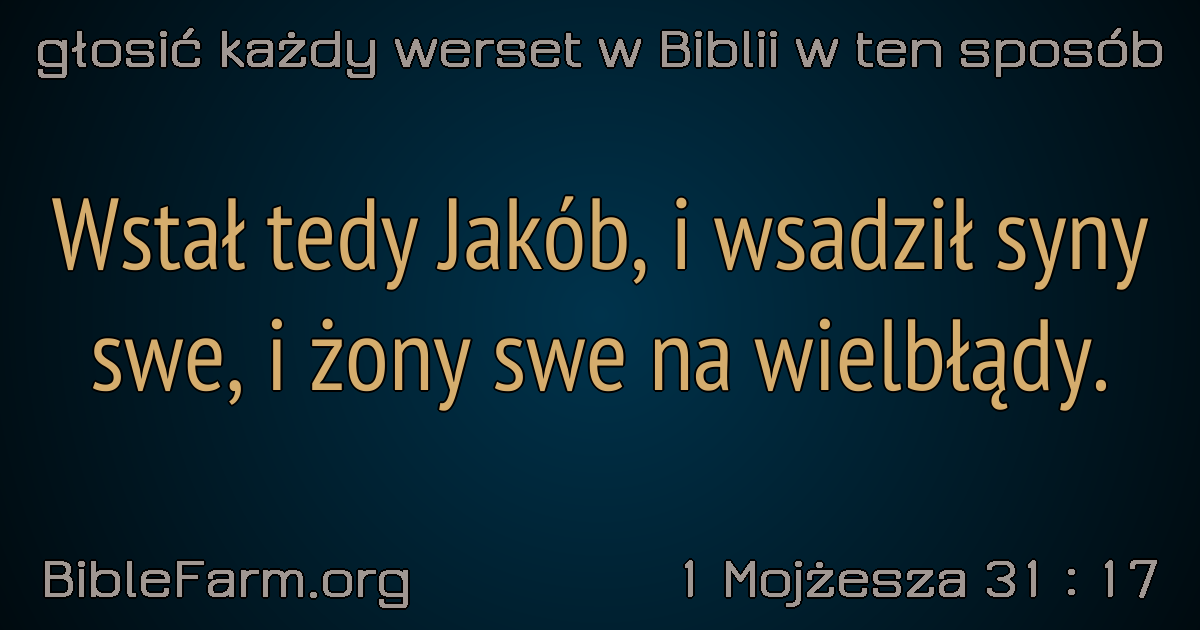 głosić każdy werset w Biblii w ten sposób
Wstał tedy Jakób, i wsadził syny
swe, i żony swe na wielbłądy.
BibleFarm.org
1 Mojżesza 31 : 17